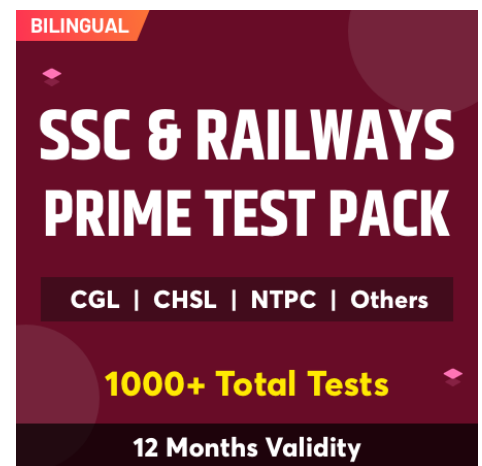 BILINGUAL
SSC & RAILWAYS
PRIME TEST PACK
CGL | CHSL | NTPC | Others
1000+ Total Tests
12 Months Validity